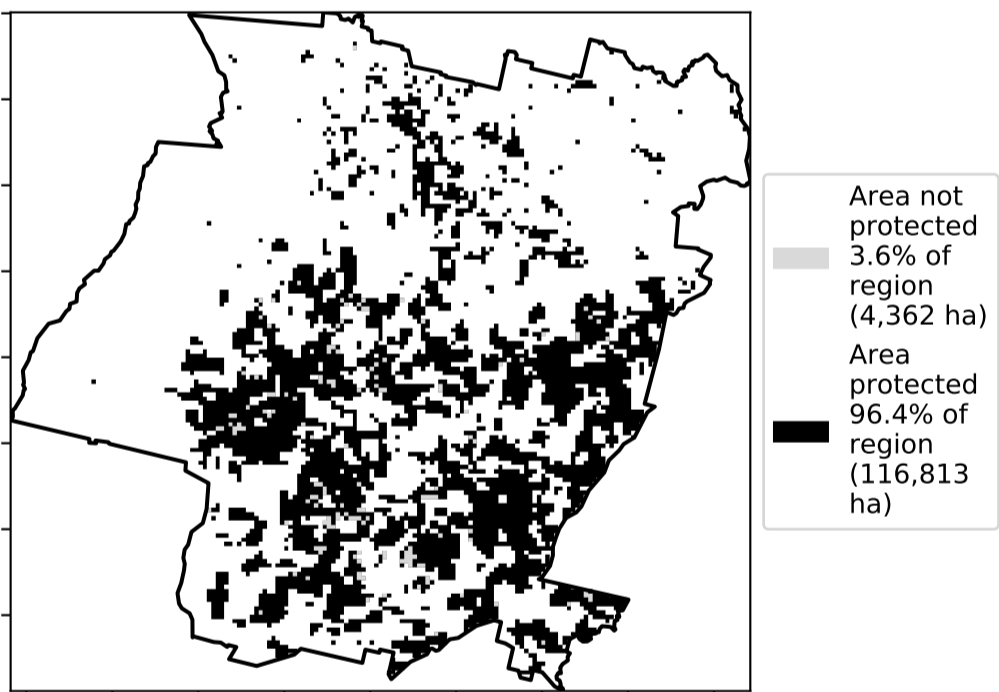 Area not
protected
3.6% of
region
(4,362 ha)
Area
protected
96.4% of
region
(116,813
ha)